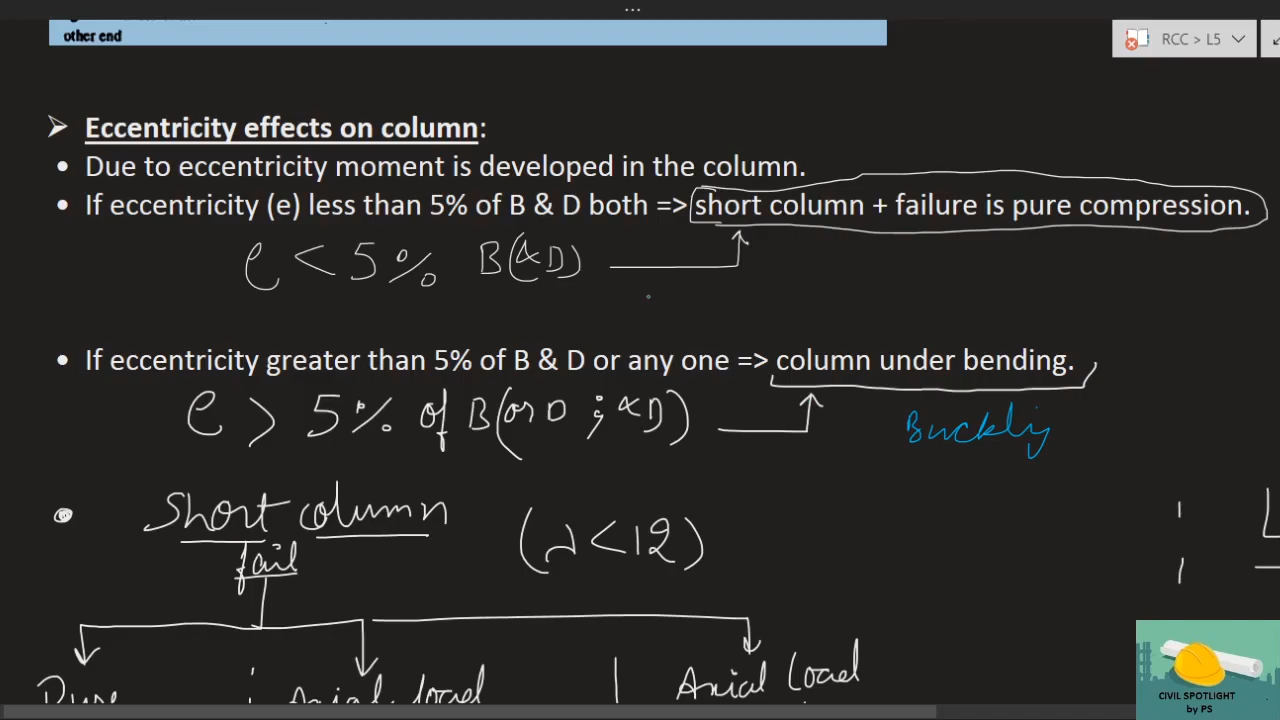 ...
other end
RCC > L5
➢ Eccentricity effects on column:
• Due to eccentricity moment is developed in the column.
• If eccentricity (e) less than 5% of B & D both => short column + failure is pure compression.
e < 5% B(& D)
• If eccentricity greater than 5% of B & D or any one => column under bending.
e > 5% of B(or D ; & D)
Buckling
• Short column (λ < 12)
fail
Pure Axial load Axial Load
CIVIL SPOTLIGHT
by PS